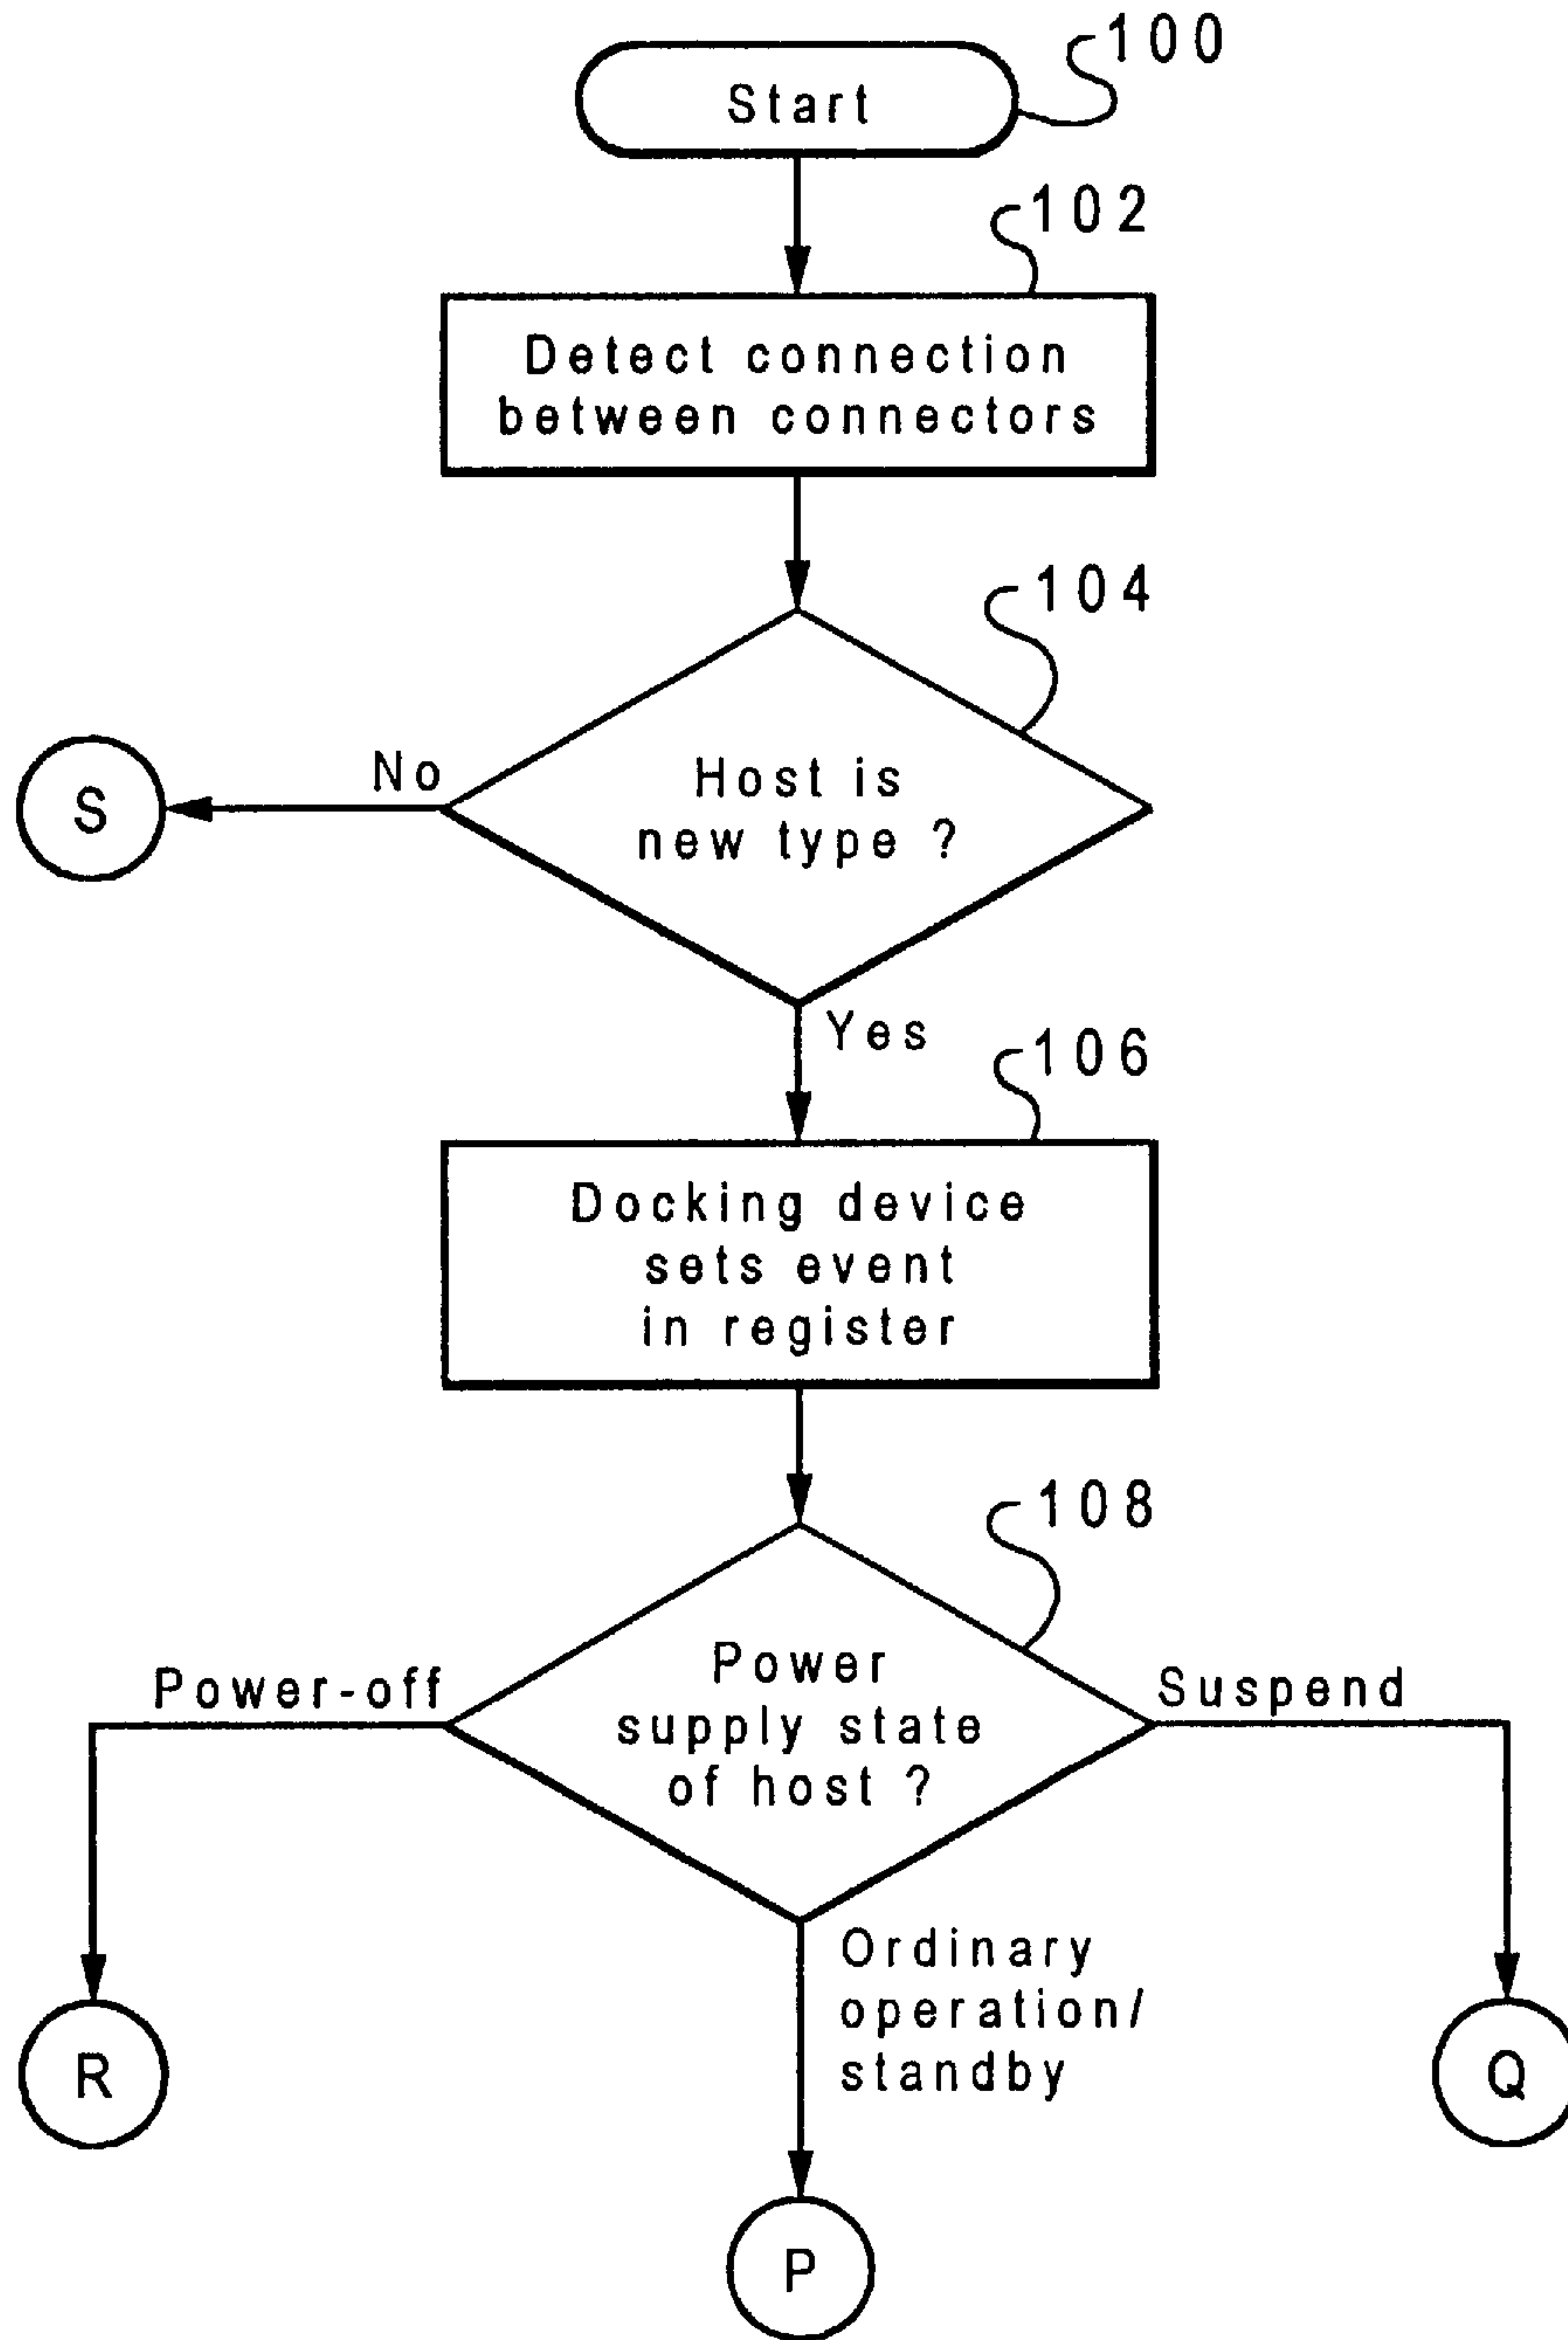 100
Start
102
Detect connection
between connectors
104
No
S
Host is
new type ?
Yes
106
Docking device
sets event
in register
108
Power-off
Power
supply state
of host ?
Suspend
Ordinary
operation/
standby
R
Q
P